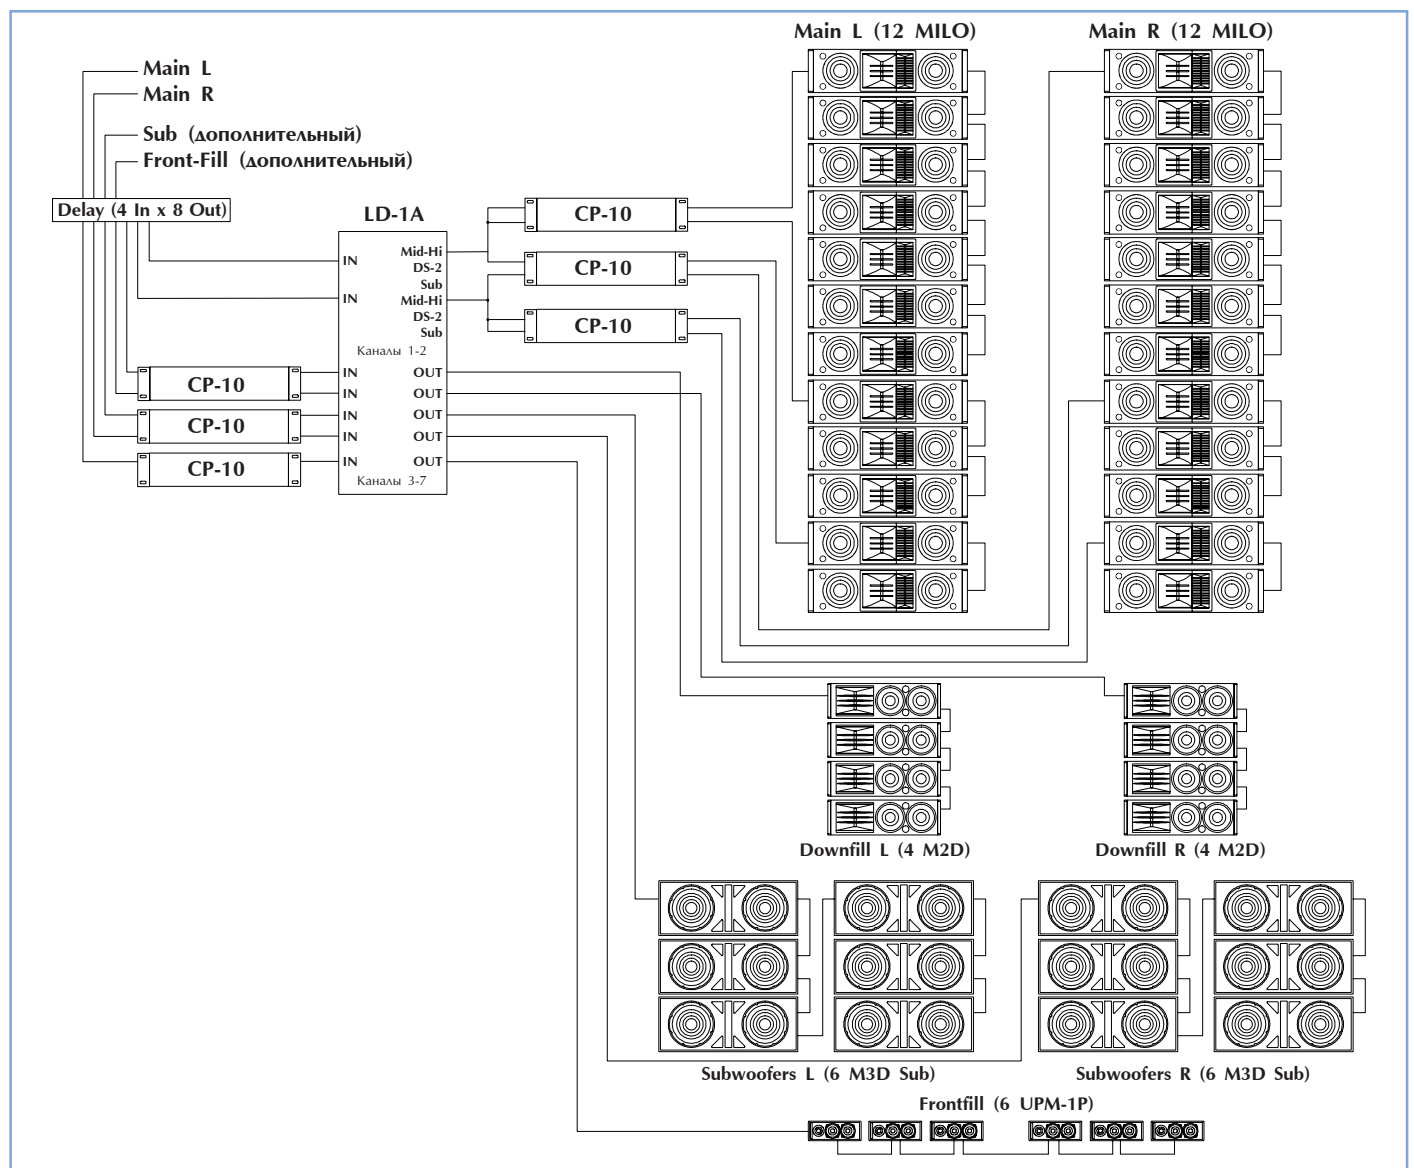 Main L (12 MILO)
Main R (12 MILO)
Main L
Main R
Sub (дополнительный)
Front-Fill (дополнительный)
Delay (4 In x 8 Out)
LD-1A
CP-10
CP-10
CP-10
IN
Mid-Hi
DS-2
Sub
IN
Mid-Hi
DS-2
Sub
Каналы 1-2
CP-10
IN
OUT
IN
OUT
CP-10
IN
OUT
IN
OUT
CP-10
IN
OUT
Каналы 3-7
Downfill L (4 M2D)
Downfill R (4 M2D)
Subwoofers L (6 M3D Sub)
Subwoofers R (6 M3D Sub)
Frontfill (6 UPM-1P)